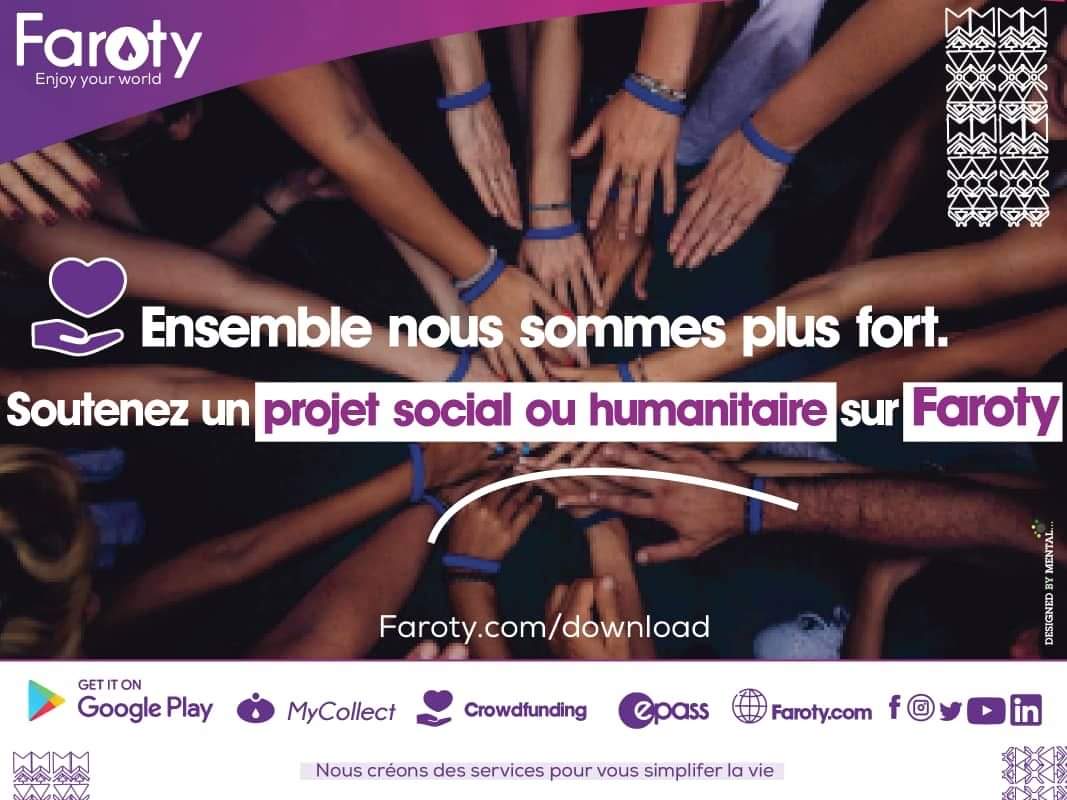 Faroty
Enjoy your world
Ensemble nous sommes plus fort.
Soutenez un projet social ou humanitaire sur Faroty
DESIGNED BY MENTAL...
Faroty.com/download
GET IT ON
Google Play
MyCollect
Crowdfunding
epass
Faroty.com
f
in
Nous créons des services pour vous simplifer la vie